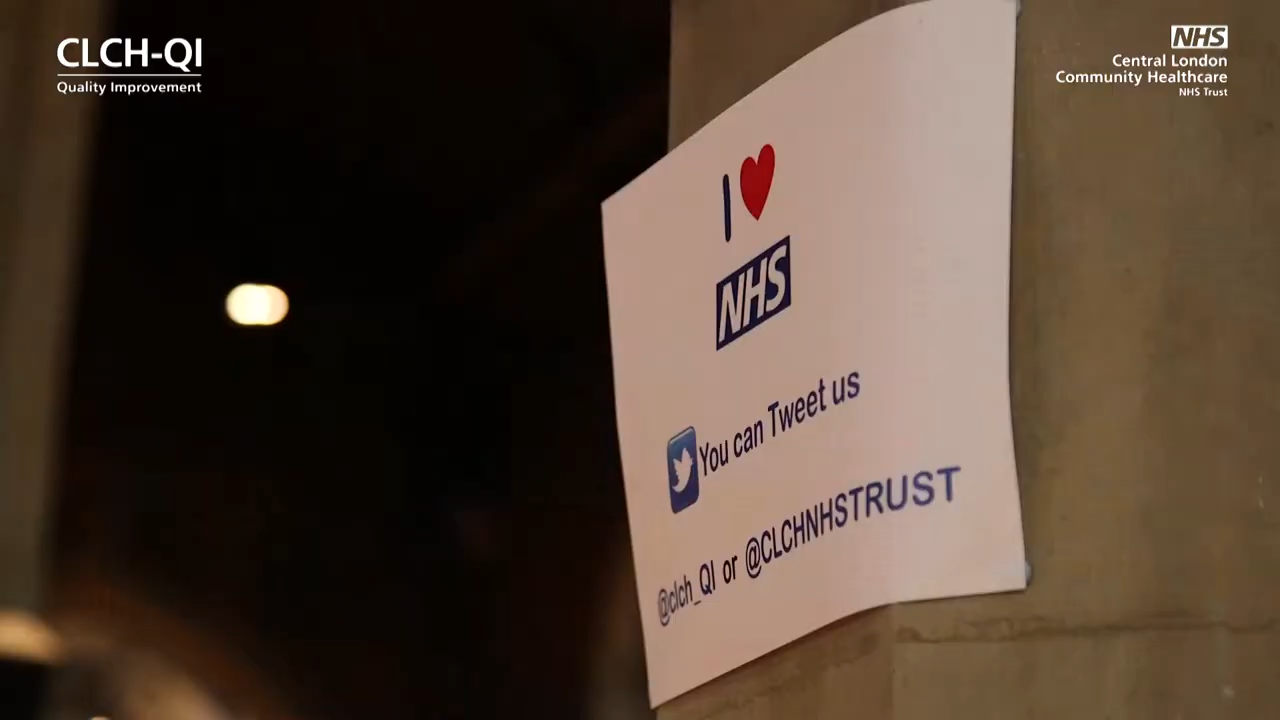 CLCH-QI
Quality Improvement
NHS
Central London
Community Healthcare
NHS Trust
I ♥
NHS
You can Tweet us
@clch_QI or @CLCHNHSTRUST